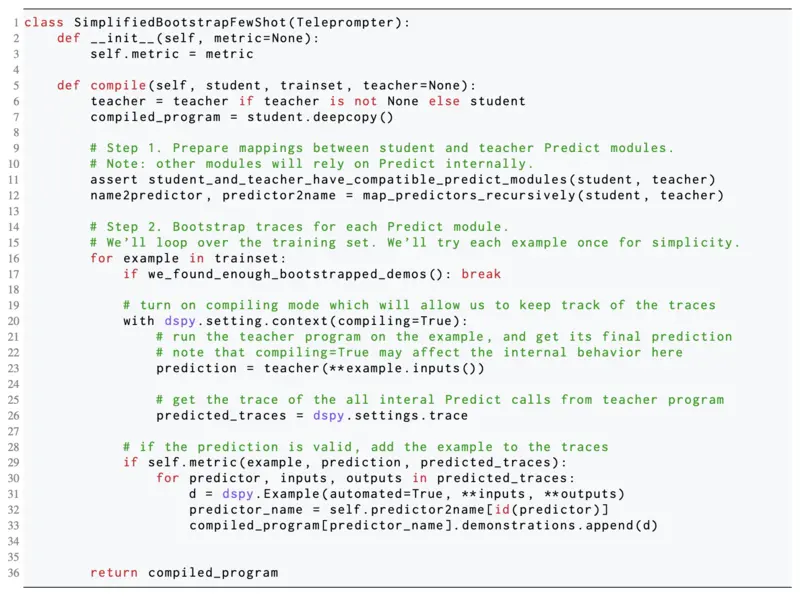 1 class SimplifiedBootstrapFewShot(Teleprompter):
2     def __init__(self, metric=None):
3         self.metric = metric
4
5     def compile(self, student, trainset, teacher=None):
6         teacher = teacher if teacher is not None else student
7         compiled_program = student.deepcopy()
8
9         # Step 1. Prepare mappings between student and teacher Predict modules.
10         # Note: other modules will rely on Predict internally.
11         assert student_and_teacher_have_compatible_predict_modules(student, teacher)
12         name2predictor, predictor2name = map_predictors_recursively(student, teacher)
13
14         # Step 2. Bootstrap traces for each Predict module.
15         # We'll loop over the training set. We'll try each example once for simplicity.
16         for example in trainset:
17             if we_found_enough_bootstrapped_demos(): break
18
19             # turn on compiling mode which will allow us to keep track of the traces
20             with dspy.setting.context(compiling=True):
21                 # run the teacher program on the example, and get its final prediction
22                 # note that compiling=True may affect the internal behavior here
23                 prediction = teacher(**example.inputs())
24
25                 # get the trace of the all interal Predict calls from teacher program
26                 predicted_traces = dspy.settings.trace
27
28             # if the prediction is valid, add the example to the traces
29             if self.metric(example, prediction, predicted_traces):
30                 for predictor, inputs, outputs in predicted_traces:
31                     d = dspy.Example(automated=True, **inputs, **outputs)
32                     predictor_name = self.predictor2name[id(predictor)]
33                     compiled_program[predictor_name].demonstrations.append(d)
34
35
36         return compiled_program